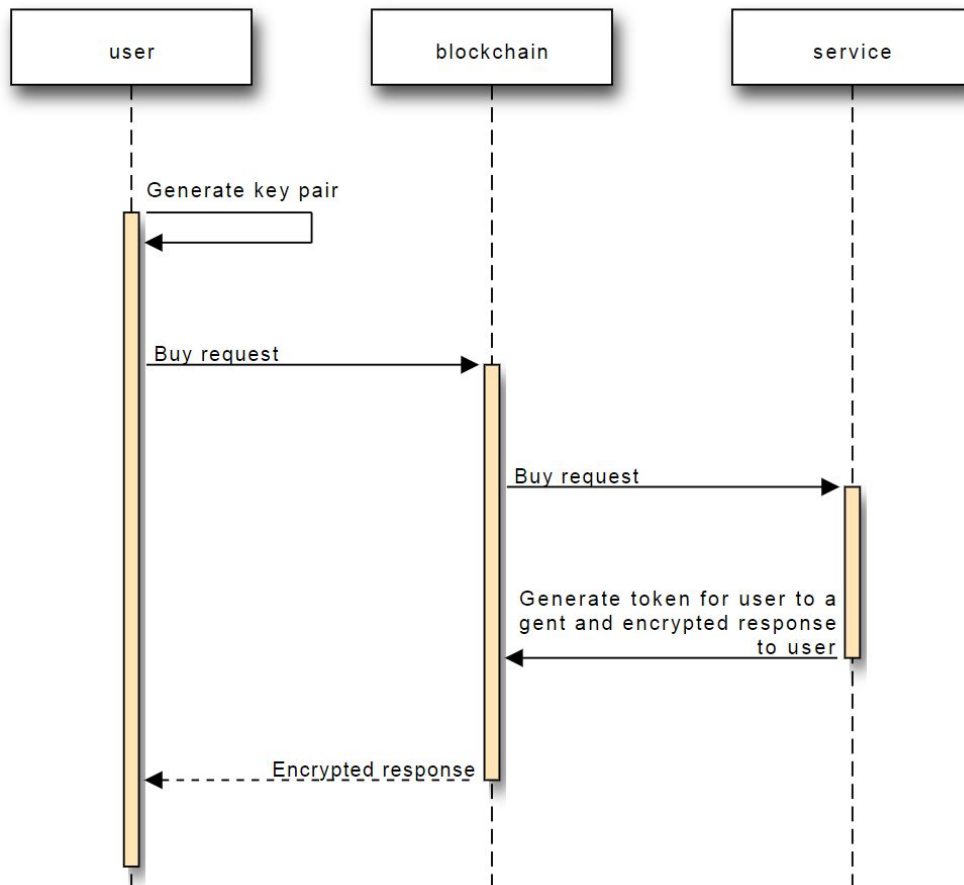 user
blockchain
service
Generate key pair
Buy request
Buy request
Generate token for user to a
gent and encrypted response
to user
Encrypted response